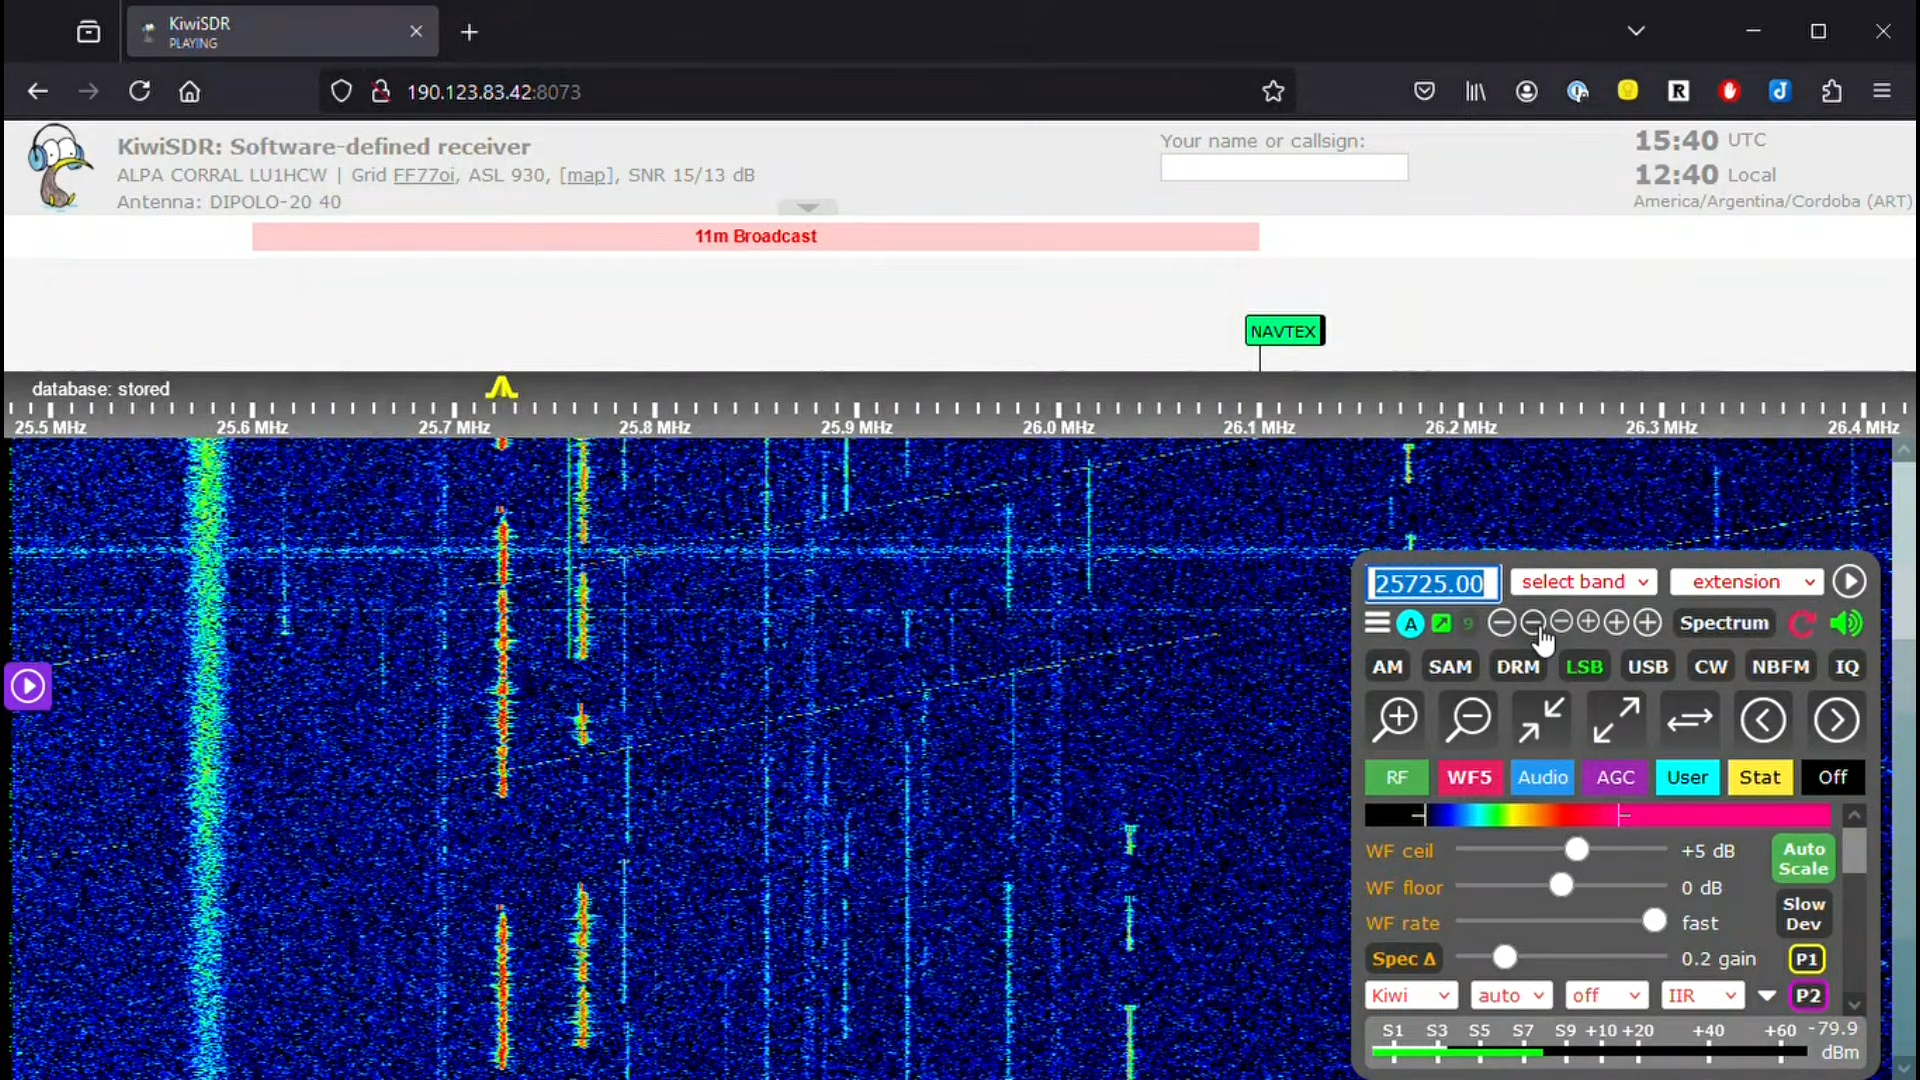 KiwiSDR
PLAYING
190.123.83.42:8073
KiwiSDR: Software-defined receiver
ALPA CORRAL LU1HCW | Grid FF77oi, ASL 930, [map], SNR 15/13 dB
Antenna: DIPOLO-20 40
Your name or callsign:
15:40 UTC
12:40 Local
America/Argentina/Cordoba (ART)
11m Broadcast
NAVTEX
database: stored
25.5 MHz 25.6 MHz 25.7 MHz 25.8 MHz 25.9 MHz 26.0 MHz 26.1 MHz 26.2 MHz 26.3 MHz 26.4 MHz
25725.00 select band extension
A 9 Spectrum
AM SAM DRM LSB USB CW NBFM IQ
RF WF5 Audio AGC User Stat Off
WF ceil +5 dB Auto Scale
WF floor 0 dB
WF rate fast Slow Dev
Spec Δ 0.2 gain P1
Kiwi auto off IIR P2
S1 S3 S5 S7 S9 +10 +20 +40 +60 -79.9
dBm